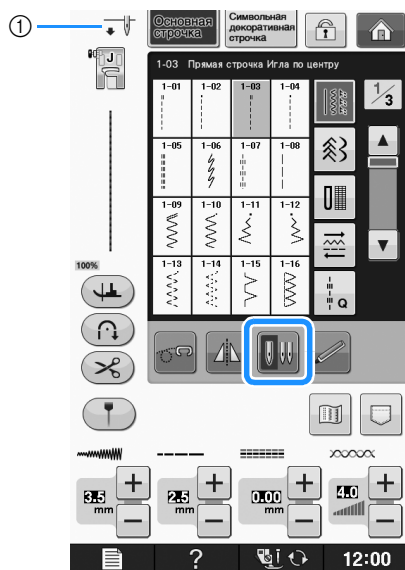 ①
Основная строчка
Символьная декоративная строчка
J
1-03 Прямая строчка Игла по центру
1/3
1-01 1-02 1-03 1-04
1-05 1-06 1-07 1-08
1-09 1-10 1-11 1-12
1-13 1-14 1-15 1-16
Q
100%
3.5 mm
2.5 mm
0.00 mm
4.0
? 12:00